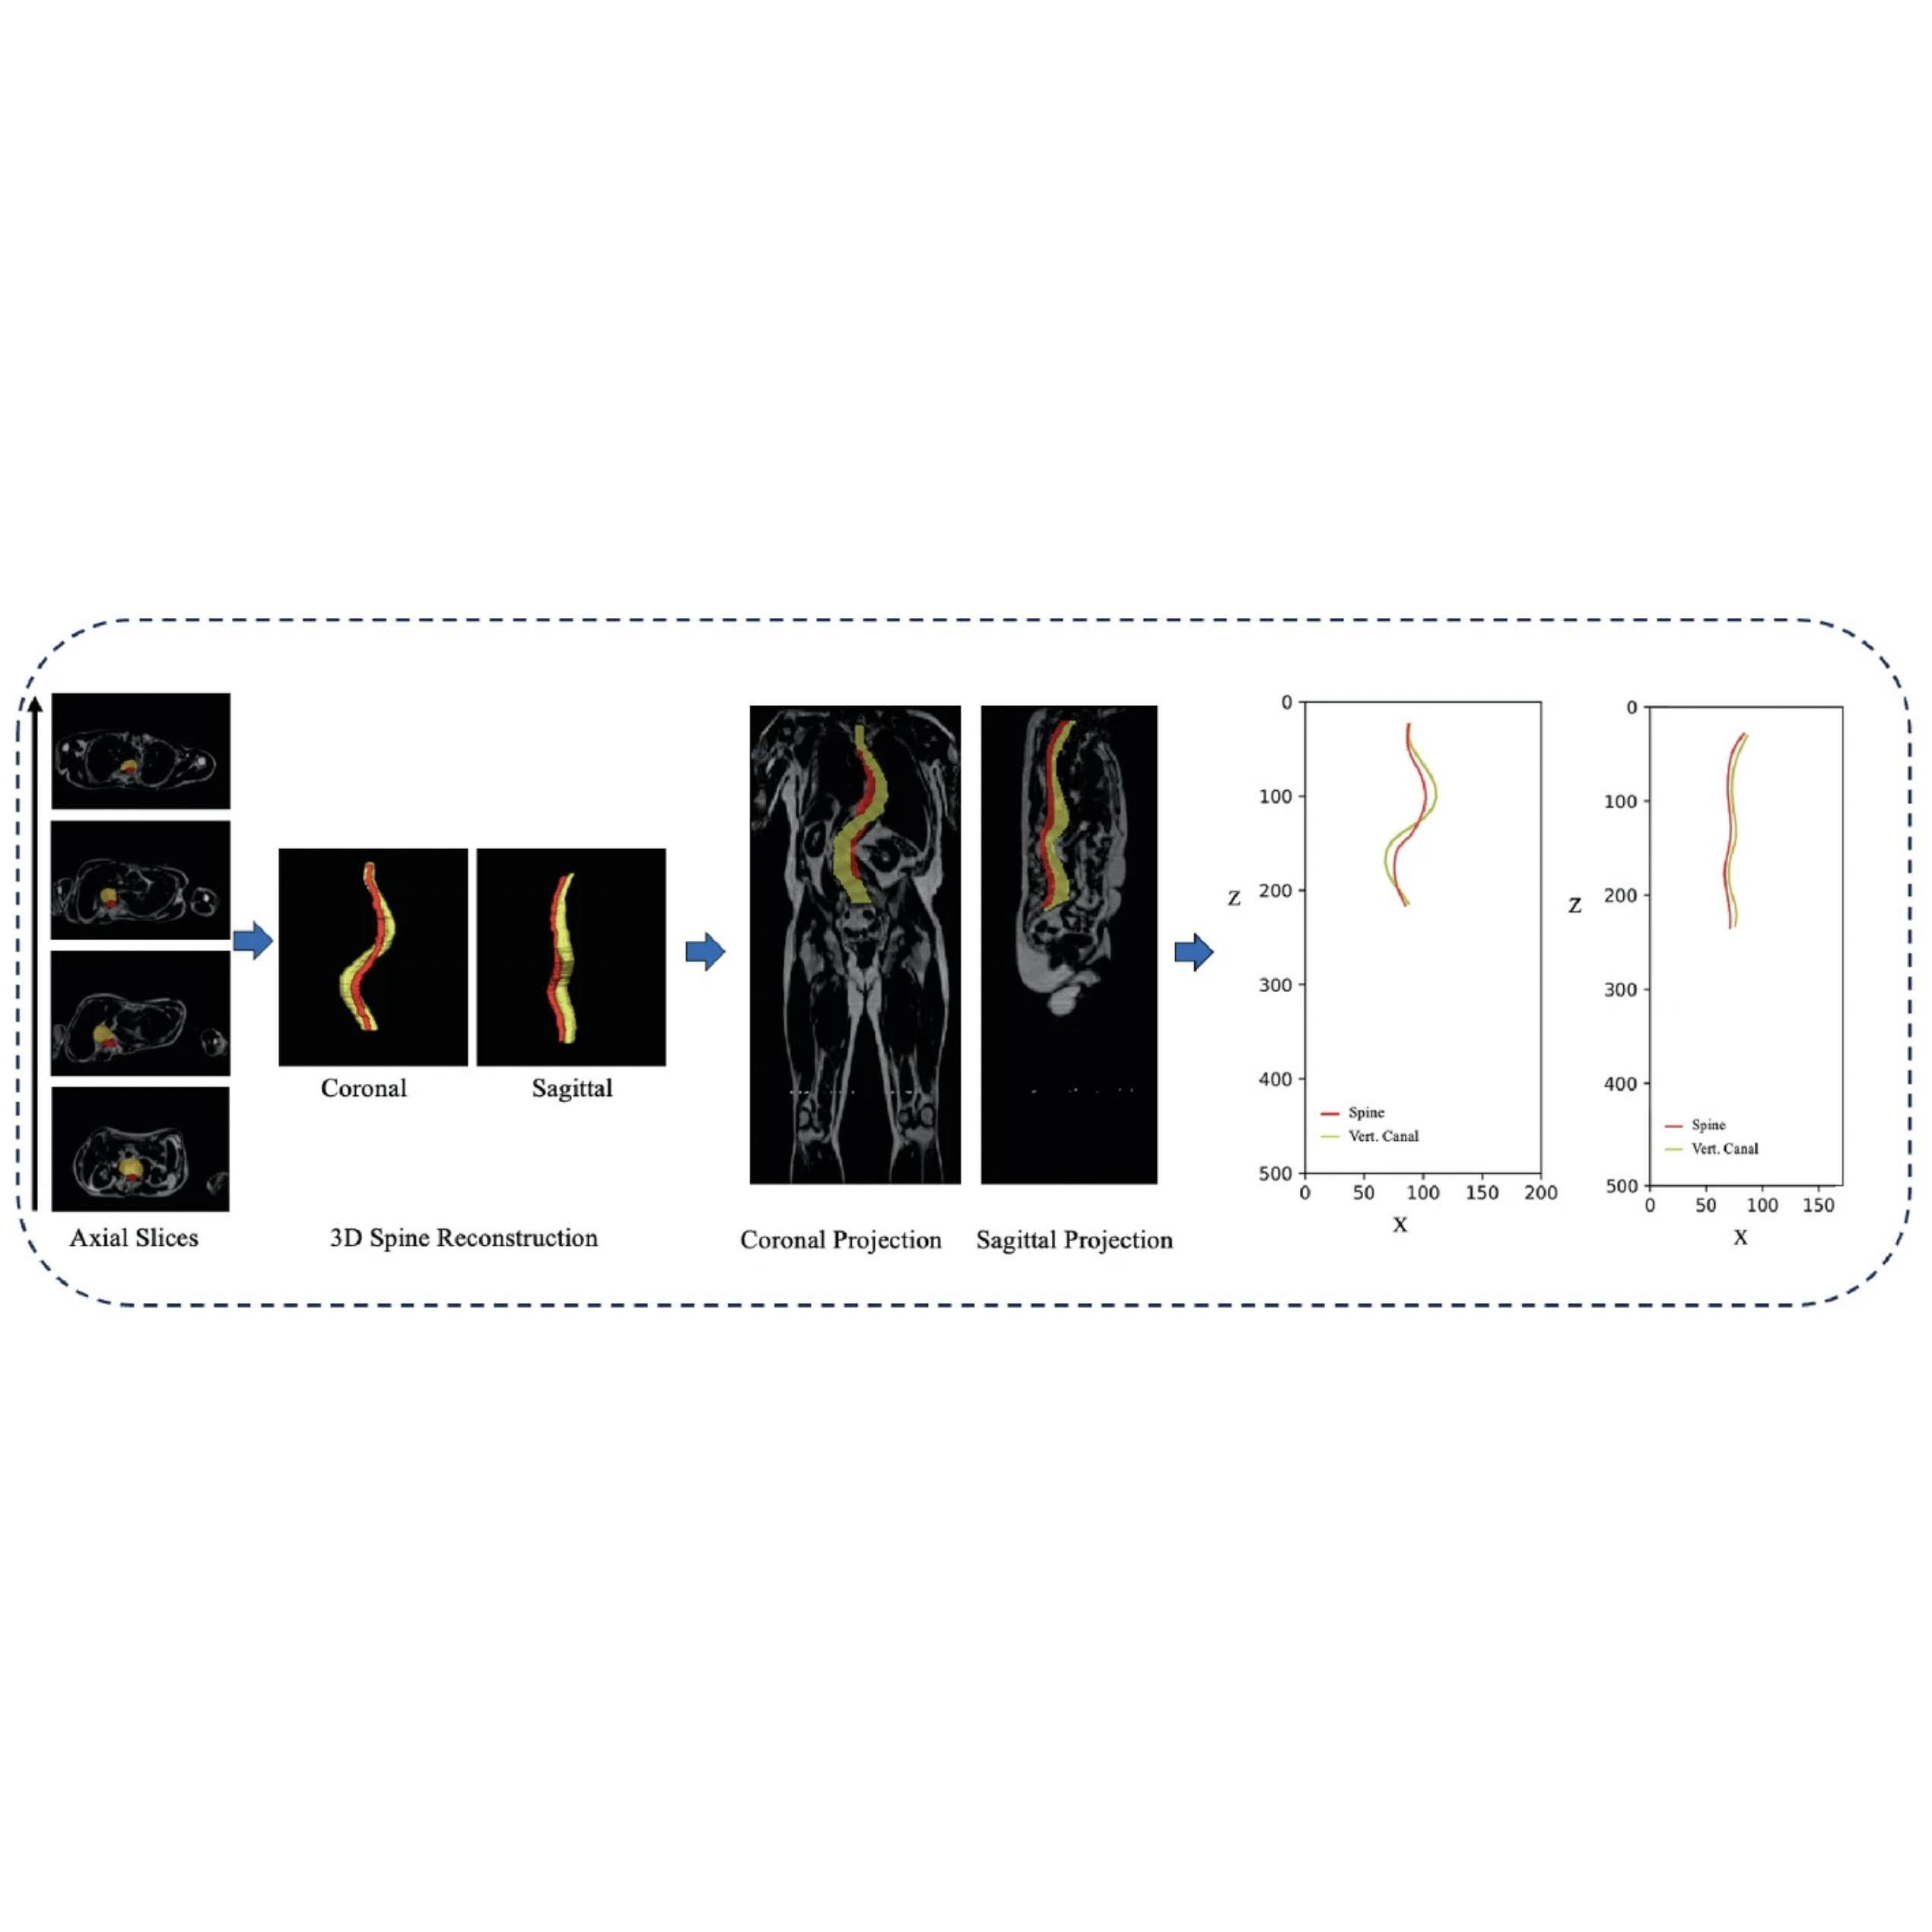 Axial Slices
Coronal
Sagittal
3D Spine Reconstruction
Coronal Projection
Sagittal Projection
0
100
200
300
400
500
Z
Spine
Vert. Canal
0
50
100
150
200
X
0
100
200
300
400
500
Z
Spine
Vert. Canal
0
50
100
150
X